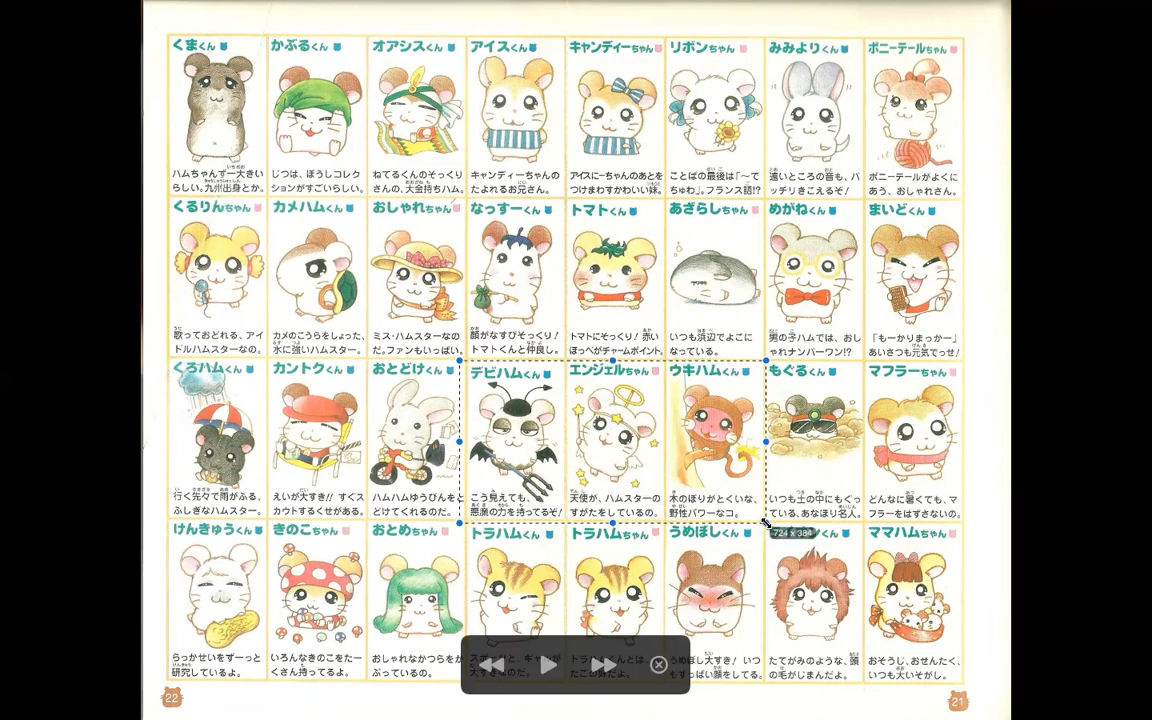 くまくん
かぶるくん
オアシスくん
アイスくん
キャンディーちゃん
リボンちゃん
みみよりくん
ポニーテールちゃん
ハムちゃんず一大きい
らしい。九州出身とか。
じつは、ぼうしコレク
ションがすごいらしい。
ねてるくんのそっくり
さんの、大金持ちハム。
キャンディーちゃんの
たよれるお兄さん。
アイスにーちゃんのあとを
つけまわすかわいい妹。
ことばの最後は「〜で
ちゅわ」。フランス語!?
遠いところの音も、バ
ッチリきこえるぞ!
ポニーテールがよくに
あう、おしゃれさん。
くるりんちゃん
カメハムくん
おしゃれちゃん
なっすーくん
トマトくん
あざらしちゃん
めがねくん
まいどくん
歌っておどれる、アイ
ドルハムスターなの。
カメのこうらをしょった、
水に強いハムスター。
ミス・ハムスターなの
だ。ファンもいっぱい。
顔がなすびそっくり!
トマトくんと仲良し。
トマトにそっくり! 赤い
ほっぺがチャームポイント。
いつも浜辺でよこに
なっている。
男の子ハムでは、おし
ゃれナンバーワン!?
「もーかりまっかー」
あいさつも元気でっせ!
くろハムくん
カントクくん
おとどけくん
デビハムくん
エンジェルちゃん
ウキハムくん
もぐるくん
マフラーちゃん
行く先々で雨がふる、
ふしぎなハムスター。
えいが大すき!! すぐス
カウトするくせがある。
ハムハムゆうびんをと
どけてくれるのだ。
こう見えても、
悪魔の力を持ってるぞ!
天使が、ハムスターの
すがたをしているの。
木のぼりがとくいな、
野性パワーなコ。
いつも土の中にもぐっ
ている、あなほり名人。
どんなに暑くても、マ
フラーをはずさないの。
724 x 384
けんきゅうくん
きのこちゃん
おとめちゃん
トラハムくん
トラハムちゃん
うめぼしくん
くん
ママハムちゃん
らっかせいをずーっと
研究しているよ。
いろんなきのこをたー
くさん持ってるよ。
おしゃれなかつらをか
ぶっているの。
トラハムくんとは、
うめぼし大すき! いつ
もすっぱい顔をしてる。
たてがみのような、頭
の毛がじまんだよ。
おそうじ、おせんたく、
いつも大いそがし。
22
21